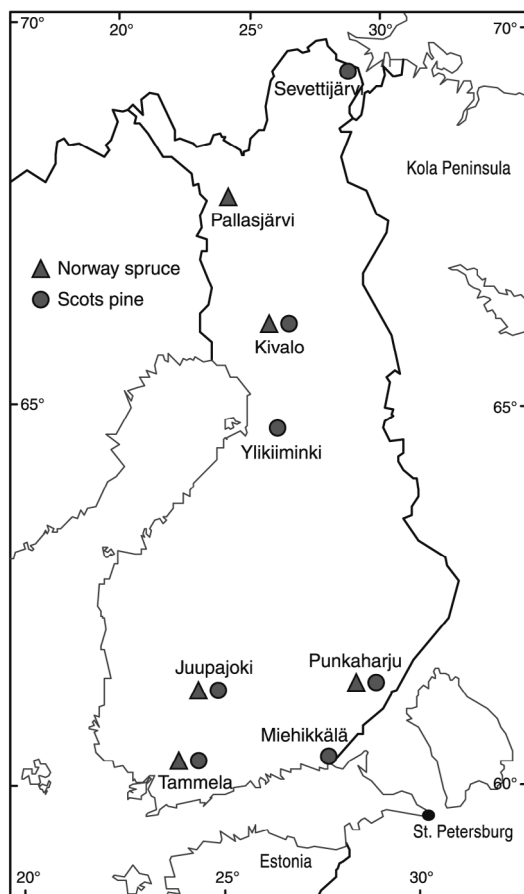 70° 20° 25° 30° 70°
Sevettijärvi
Kola Peninsula
Pallasjärvi
Norway spruce
Scots pine
Kivalo
65° 65°
Ylikiiminki
Juupajoki Punkaharju
Miehikkälä
Tammela
60° 60°
St. Petersburg
Estonia
20° 25° 30°